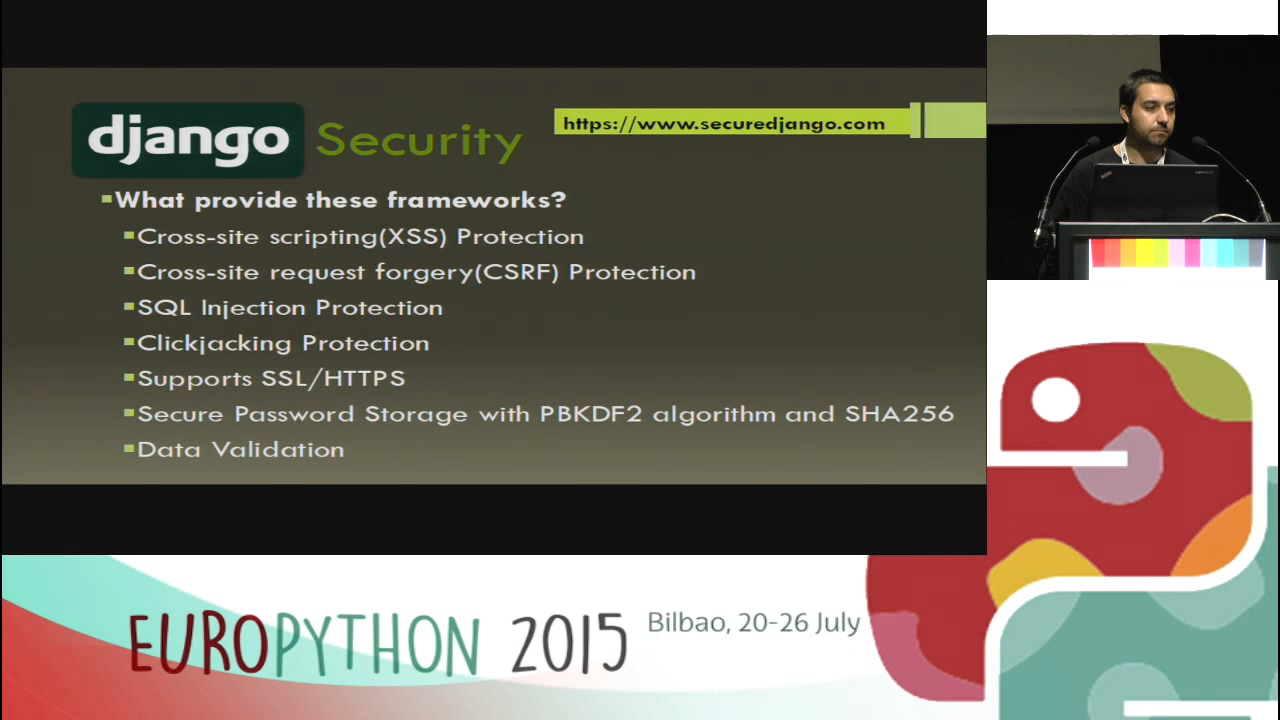 django Security
https://www.securedjango.com
What provide these frameworks?
Cross-site scripting(XSS) Protection
Cross-site request forgery(CSRF) Protection
SQL Injection Protection
Clickjacking Protection
Supports SSL/HTTPS
Secure Password Storage with PBKDF2 algorithm and SHA256
Data Validation
EUROPYTHON 2015
Bilbao, 20-26 July